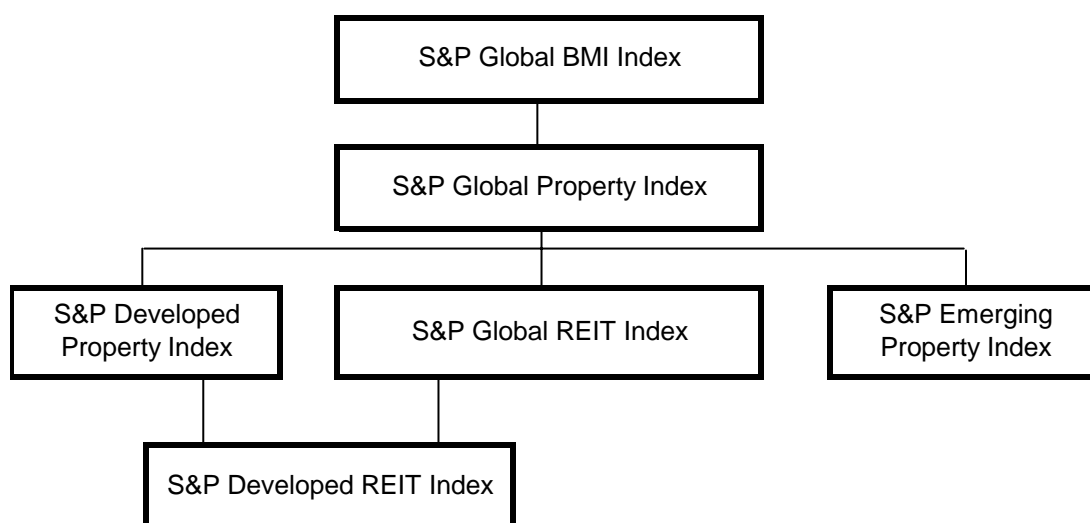 S&P Global BMI Index
S&P Global Property Index
S&P Developed
Property Index
S&P Global REIT Index
S&P Emerging
Property Index
S&P Developed REIT Index